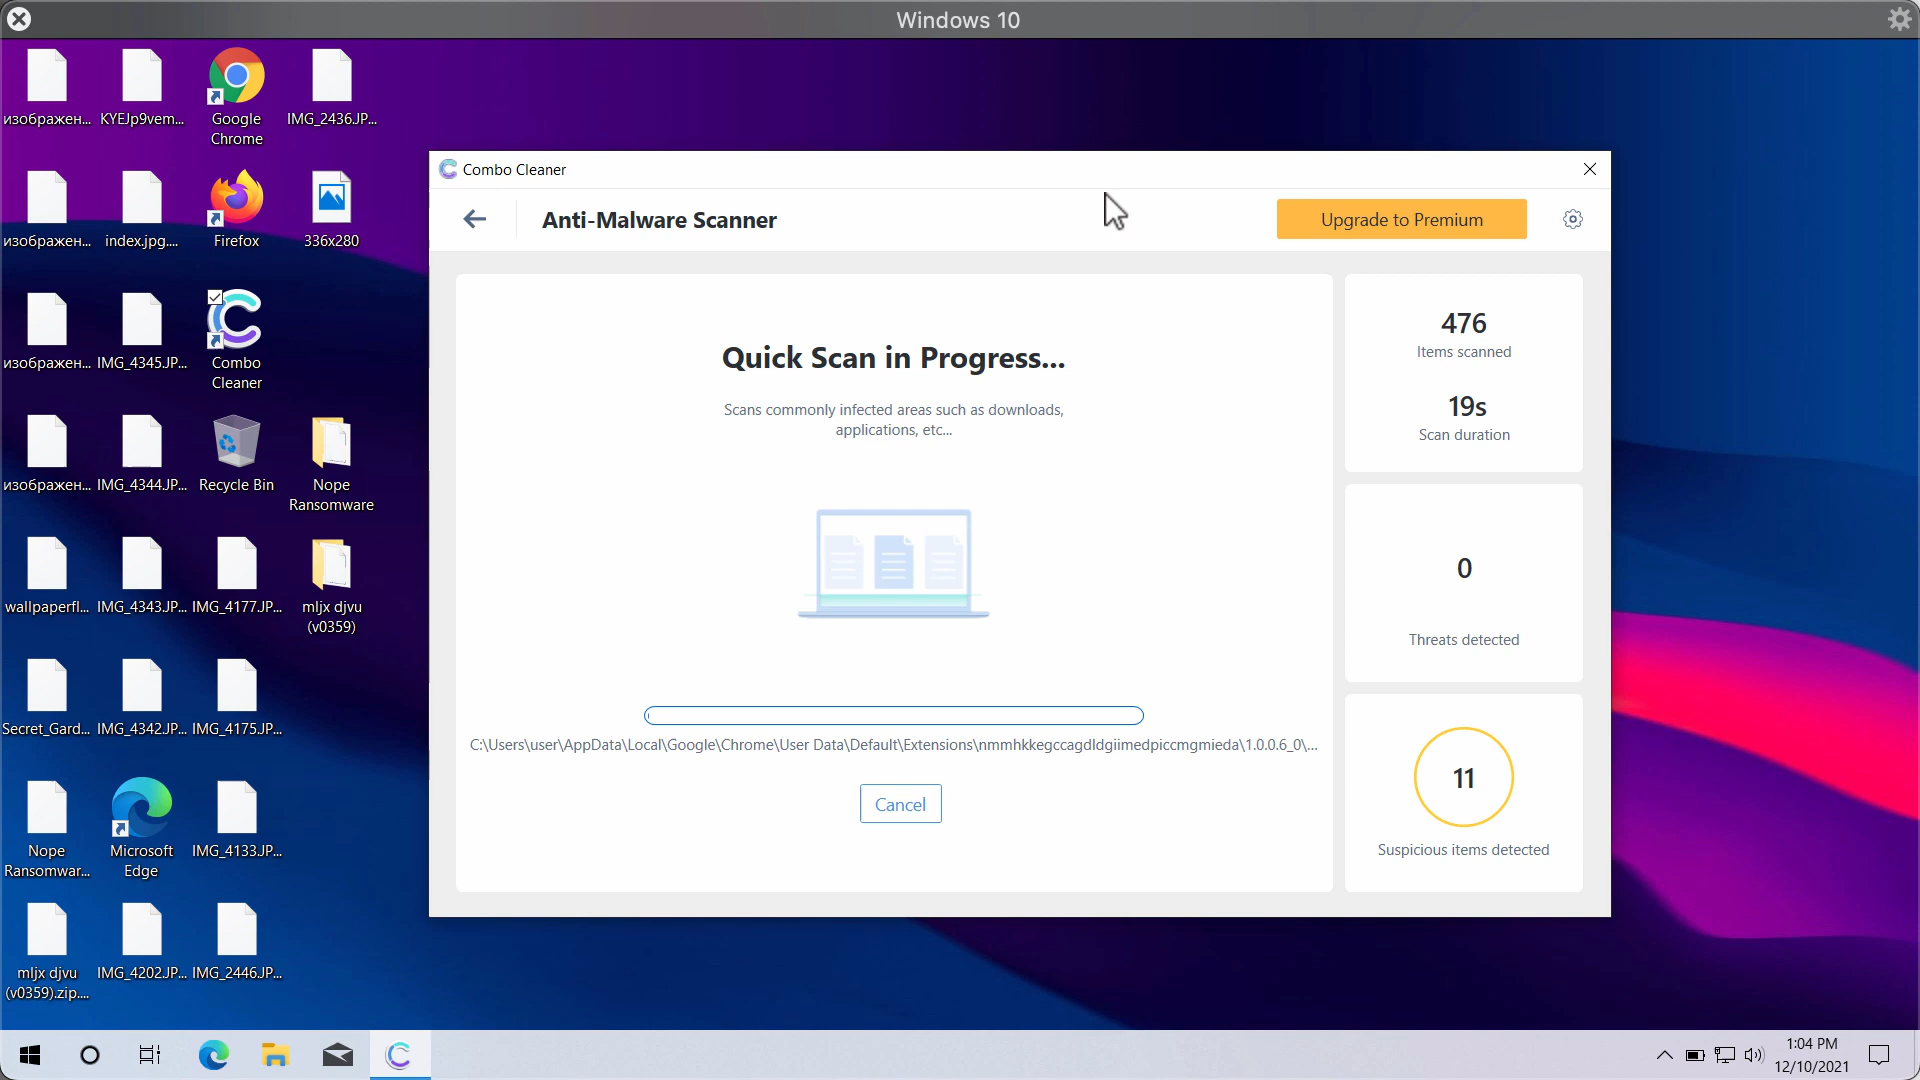 Windows 10
изображен...
KYEJp9vem...
Google
Chrome
IMG_2436.JP...
изображен...
index.jpg....
Firefox
336x280
изображен...
IMG_4345.JP...
Combo
Cleaner
изображен...
IMG_4344.JP...
Recycle Bin
Nope
Ransomware
wallpaperfl...
IMG_4343.JP...
IMG_4177.JP...
mljx djvu
(v0359)
Secret_Gard...
IMG_4342.JP...
IMG_4175.JP...
Nope
Ransomwar...
Microsoft
Edge
IMG_4133.JP...
mljx djvu
(v0359).zip....
IMG_4202.JP...
IMG_2446.JP...
Combo Cleaner
Anti-Malware Scanner
Upgrade to Premium
Quick Scan in Progress...
Scans commonly infected areas such as downloads,
applications, etc...
C:\Users\user\AppData\Local\Google\Chrome\User Data\Default\Extensions\nmmhkkegccagdldgiimedpiccmgmieda\1.0.0.6_0\...
Cancel
476
Items scanned
19s
Scan duration
0
Threats detected
11
Suspicious items detected
1:04 PM
12/10/2021